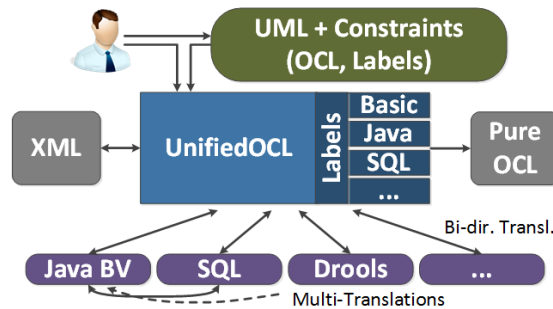 UML + Constraints
(OCL, Labels)
XML
UnifiedOCL
Labels
Basic
Java
SQL
...
Pure
OCL
Bi-dir. Transl.
Java BV
SQL
Drools
...
Multi-Translations